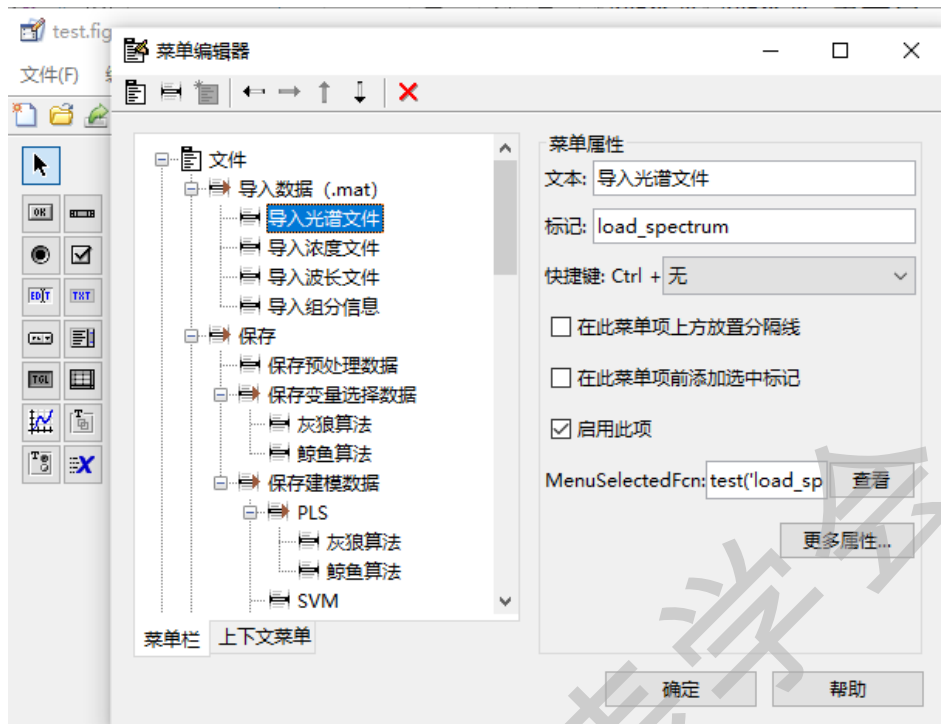 test.fig
菜单编辑器
文件(F)
文件
导入数据（.mat）
导入光谱文件
导入浓度文件
导入波长文件
导入组分信息
保存
保存预处理数据
保存变量选择数据
灰狼算法
鲸鱼算法
保存建模数据
PLS
灰狼算法
鲸鱼算法
SVM
菜单栏
上下文菜单
菜单属性
文本: 导入光谱文件
标记: load_spectrum
快捷键: Ctrl + 无
在此菜单项上方放置分隔线
在此菜单项前添加选中标记
启用此项
MenuSelectedFcn: test('load_sp 查看
更多属性...
确定
帮助
OK
TXT
TGL
学会